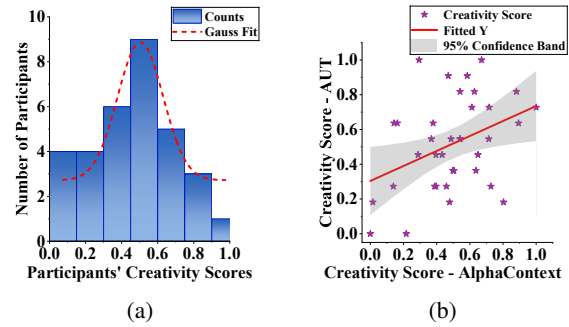 Counts
Gauss Fit
10
8
6
4
2
0
0.0 0.2 0.4 0.6 0.8 1.0
Number of Participants
Participants' Creativity Scores
(a)
Creativity Score
Fitted Y
95% Confidence Band
1.0
0.8
0.6
0.4
0.2
0.0
0.0 0.2 0.4 0.6 0.8 1.0
Creativity Score - AUT
Creativity Score - AlphaContext
(b)